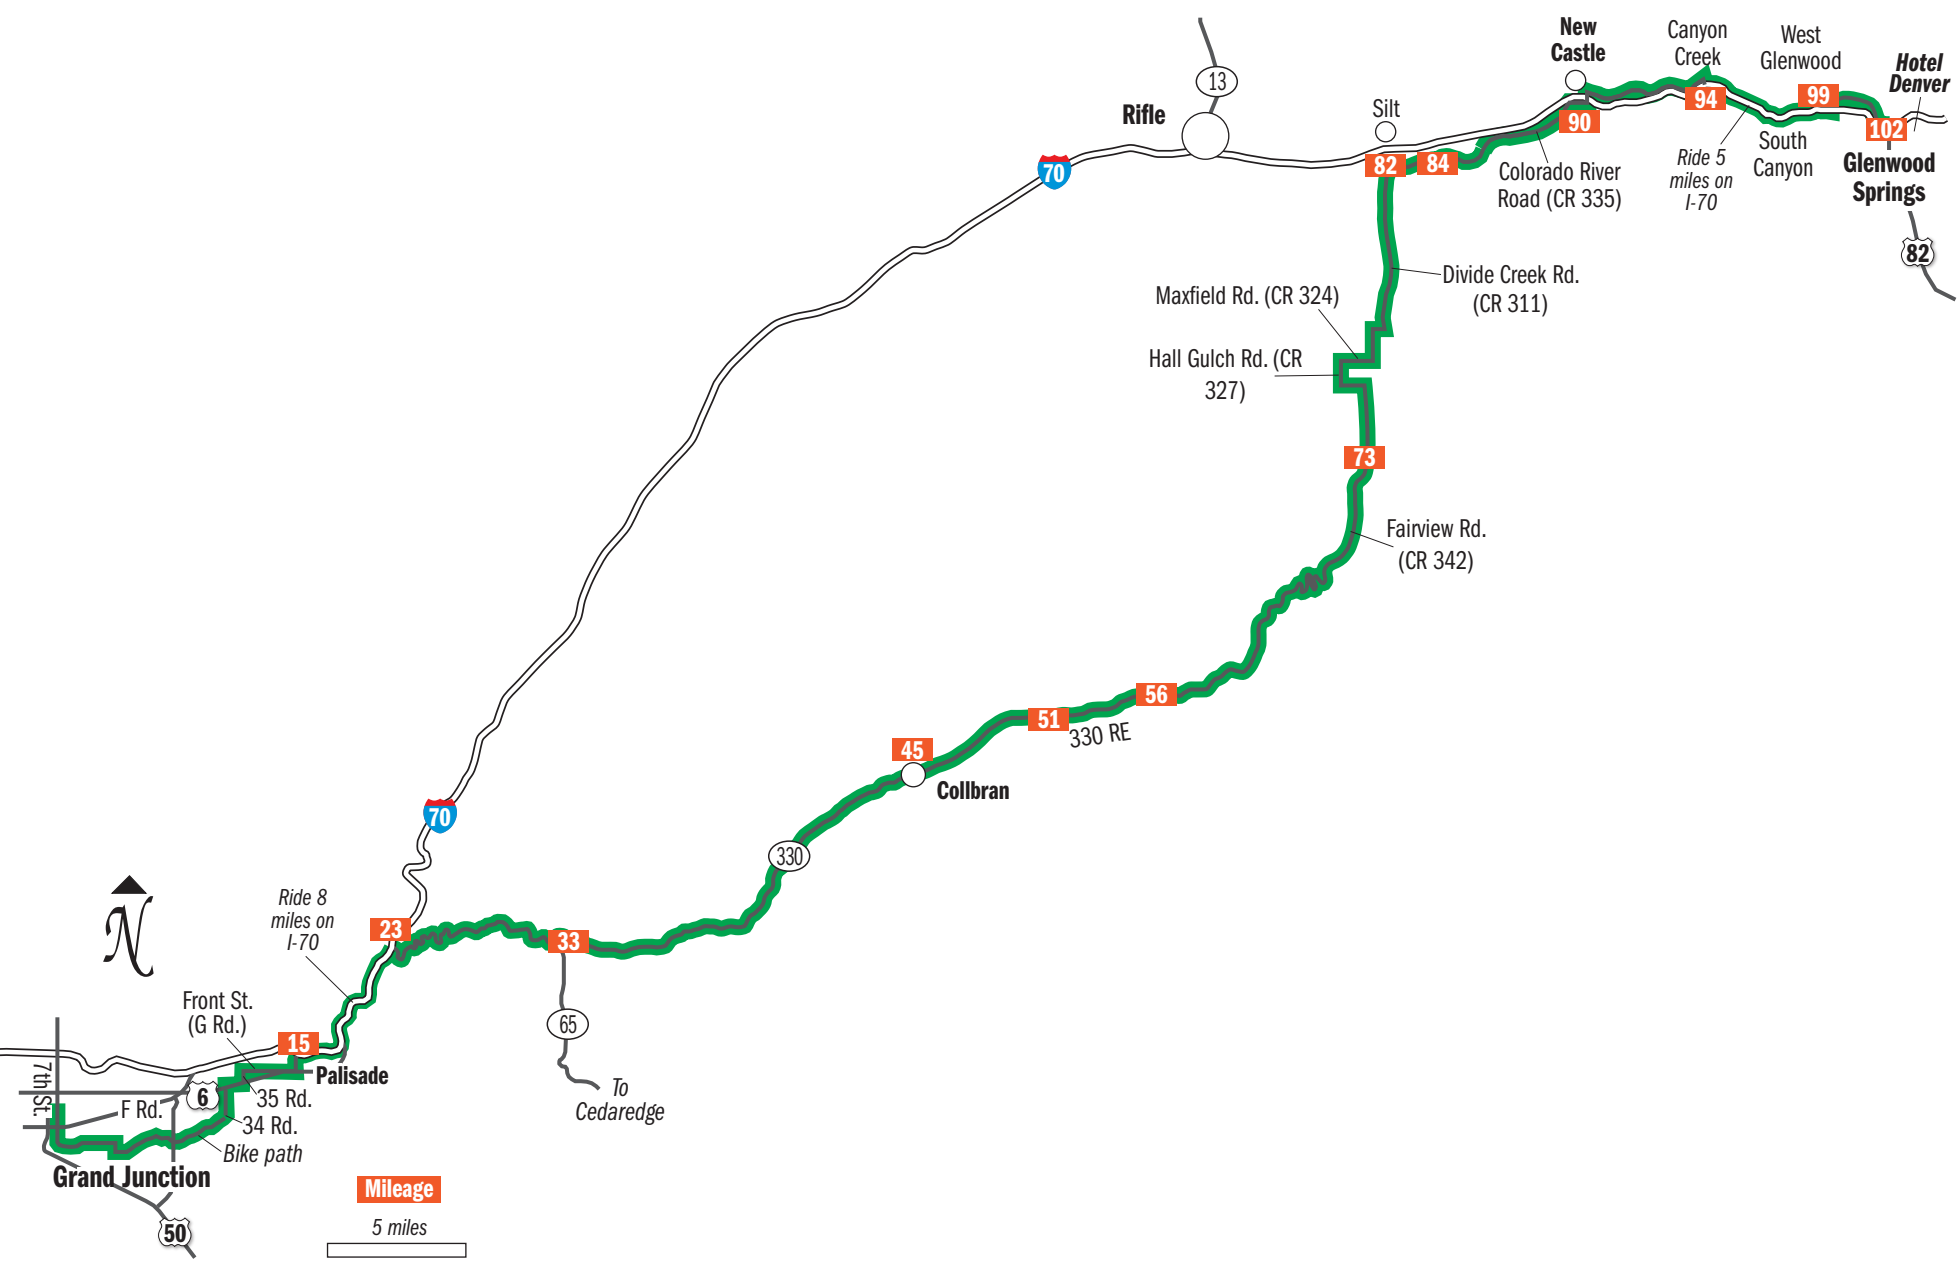 New
Castle
Canyon
Creek
West
Glenwood
Hotel
Denver
13
Rifle
Silt
94
99
90
102
70
82
84
Colorado River
Road (CR 335)
Ride 5
miles on
I-70
South
Canyon
Glenwood
Springs
82
Divide Creek Rd.
(CR 311)
Maxfield Rd. (CR 324)
Hall Gulch Rd. (CR
327)
73
Fairview Rd.
(CR 342)
56
51
330 RE
45
Collbran
70
330
N
Ride 8
miles on
I-70
23
33
Front St.
(G Rd.)
15
65
Palisade
7th St.
6
35 Rd.
F Rd.
34 Rd.
Bike path
To
Cedaredge
Grand Junction
Mileage
50
5 miles